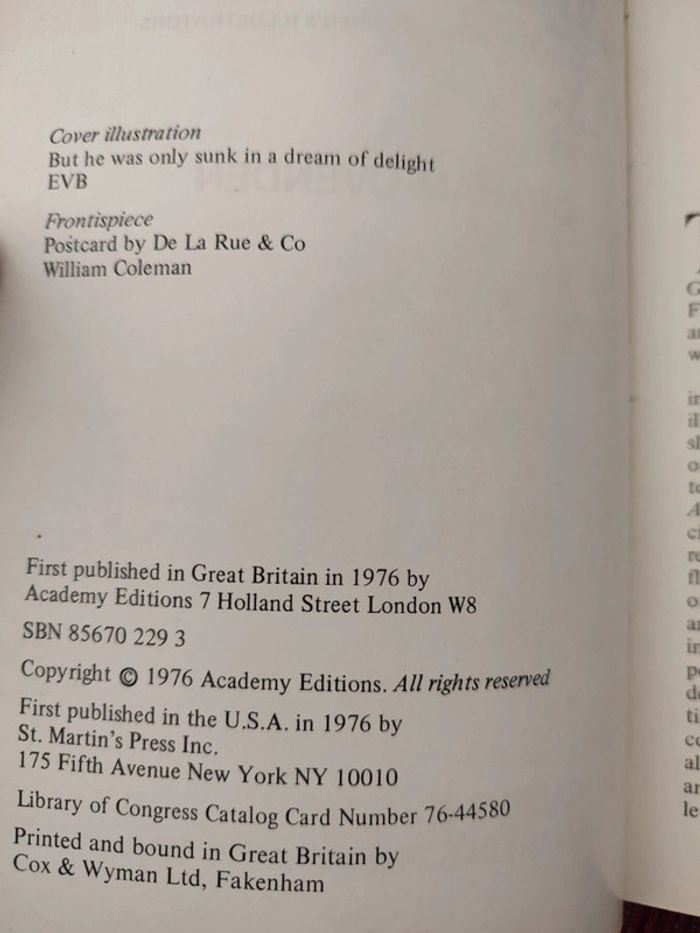 Cover illustration
But he was only sunk in a dream of delight
EVB
Frontispiece
Postcard by De La Rue & Co
William Coleman
First published in Great Britain in 1976 by
Academy Editions 7 Holland Street London W8
SBN 85670 229 3
Copyright © 1976 Academy Editions. All rights reserved
First published in the U.S.A. in 1976 by
St. Martin's Press Inc.
175 Fifth Avenue New York NY 10010
Library of Congress Catalog Card Number 76-44580
Printed and bound in Great Britain by
Cox & Wyman Ltd, Fakenham